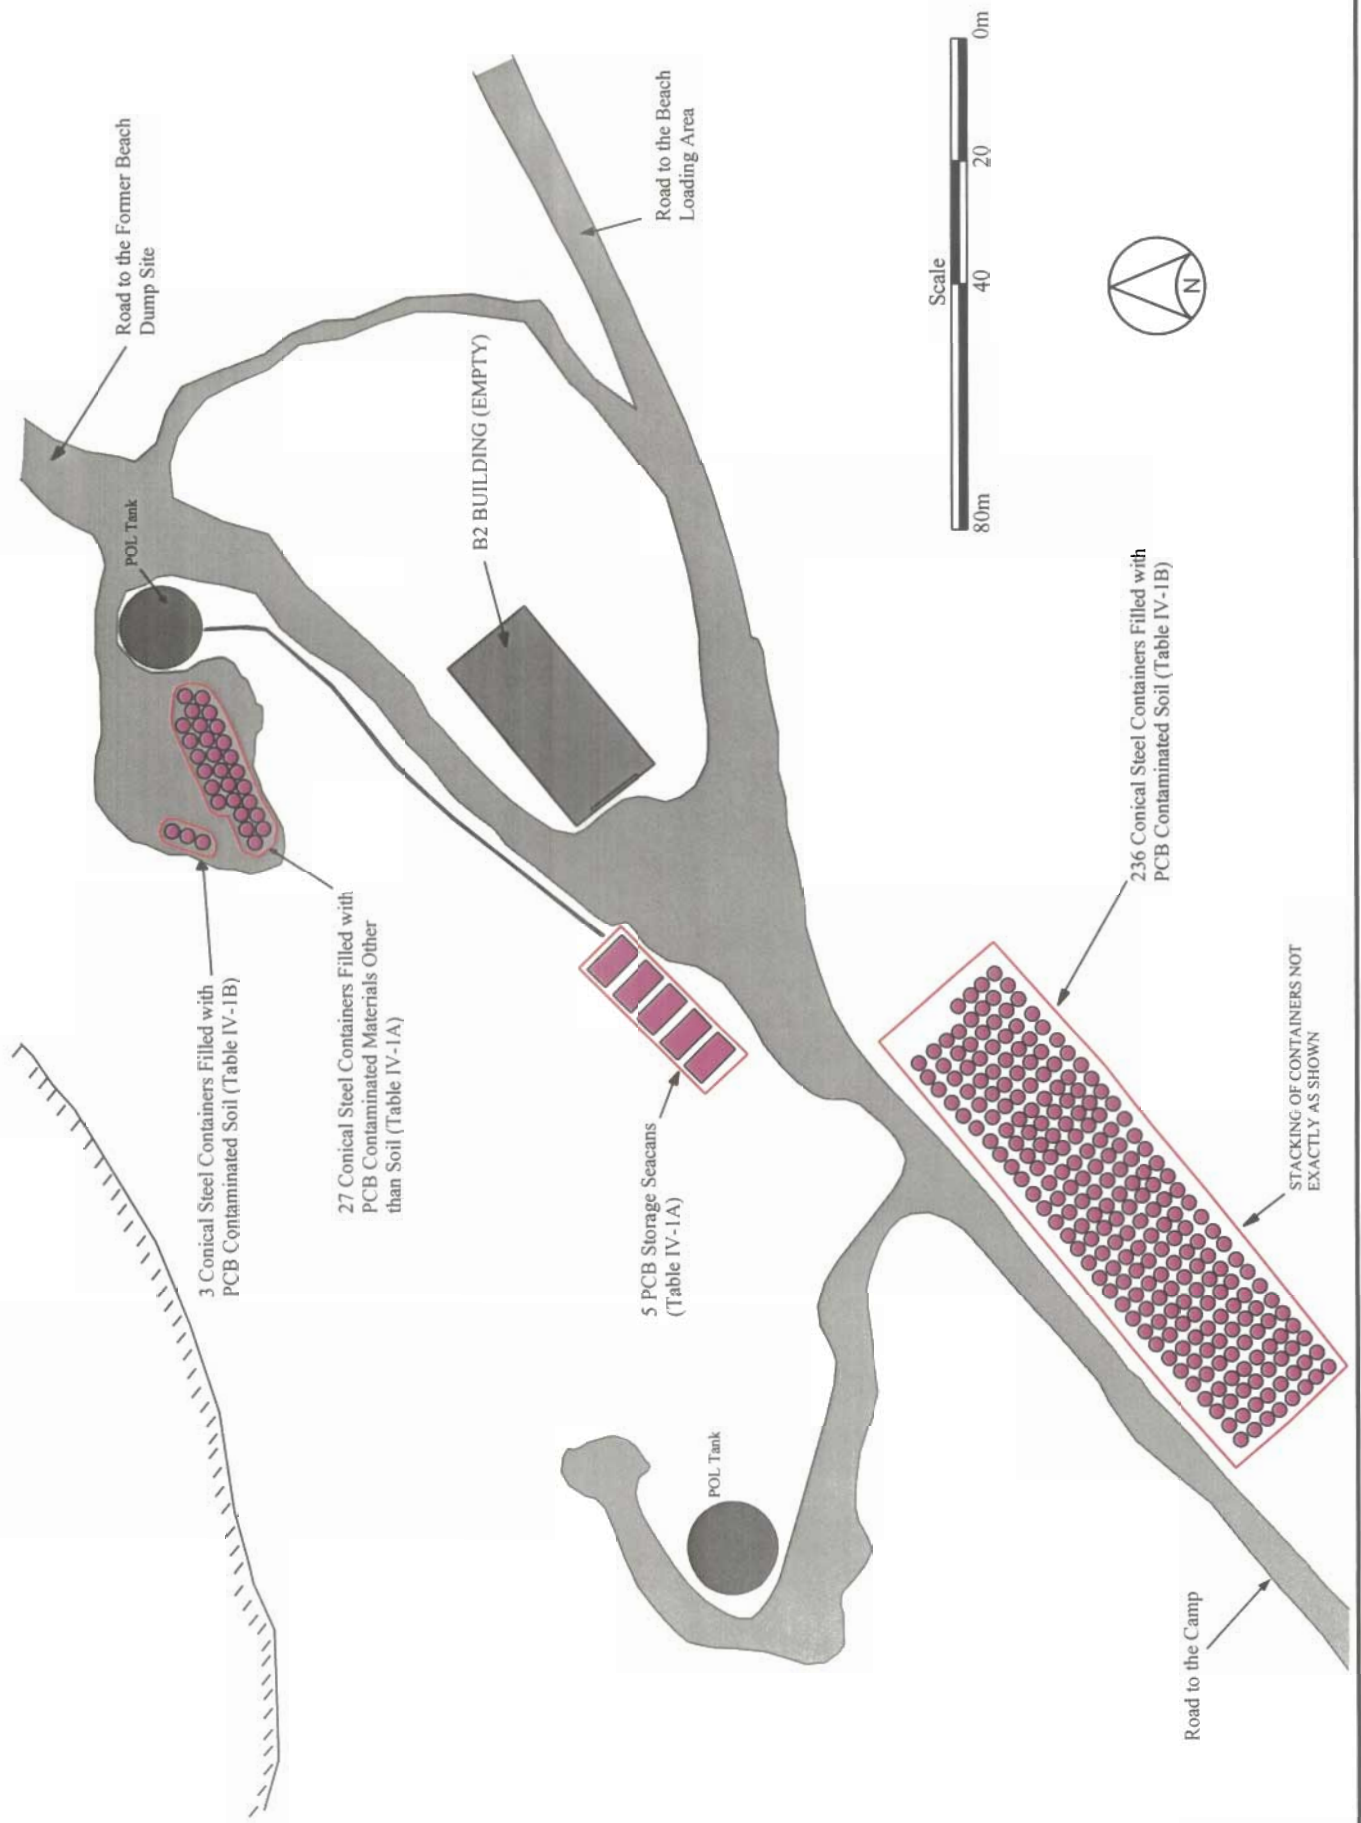 Road to the Former Beach
Dump Site
POL Tank
3 Conical Steel Containers Filled with
PCB Contaminated Soil (Table IV-1B)
27 Conical Steel Containers Filled with
PCB Contaminated Materials Other
than Soil (Table IV-1A)
B2 BUILDING (EMPTY)
Road to the Beach
Loading Area
5 PCB Storage Seacans
(Table IV-1A)
POL Tank
Scale
80m
40
20
0m
N
236 Conical Steel Containers Filled with
PCB Contaminated Soil (Table IV-1B)
STACKING OF CONTAINERS NOT
EXACTLY AS SHOWN
Road to the Camp